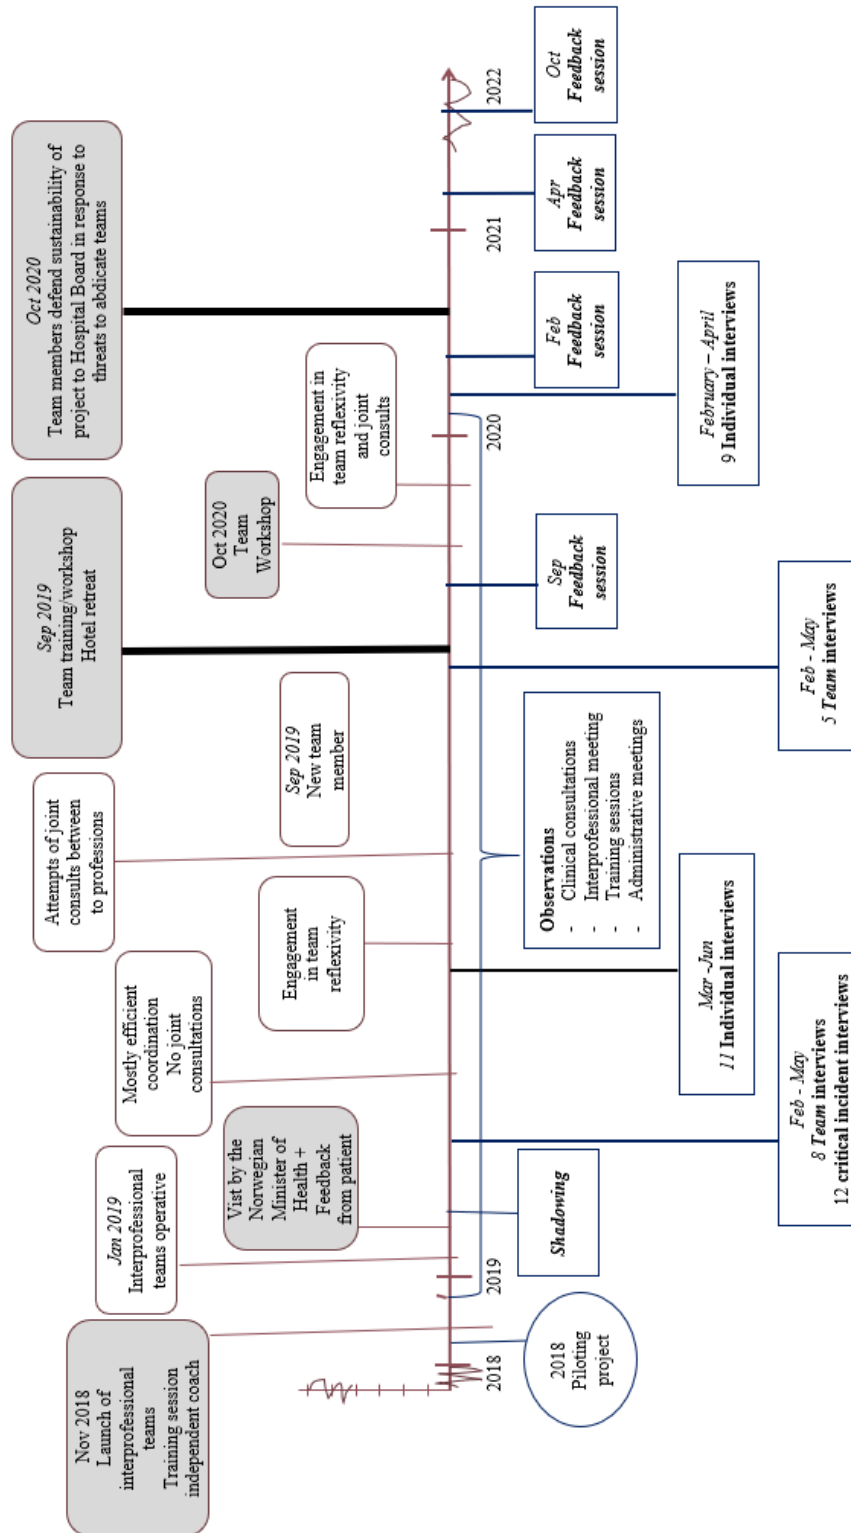 Nov 2018
Launch of
interprofessional
teams
Training session
independent coach
Jan 2019
Interprofessional
teams operative
Vist by the
Norwegian
Minister of
Health +
Feedback
from patient
Mostly efficient
coordination
No joint
consultations
Engagement
in team
reflexivity
Attempts of joint
consults between
to professions
Sep 2019
New team
member
Sep 2019
Team training/workshop
Hotel retreat
Oct 2020
Team
Workshop
Engagement in
team reflexivity
and joint
consults
Oct 2020
Team members defend sustainability of
project to Hospital Board in response to
threats to abdicate teams
2018
2019
2020
2021
2022
2018
Piloting
project
Shadowing
Feb - May
8 Team interviews
12 critical incident interviews
Mar -Jun
11 Individual interviews
Observations
- Clinical consultations
- Interprofessional meeting
- Training sessions
- Administrative meetings
Feb - May
5 Team interviews
Sep
Feedback
session
February – April
9 Individual interviews
Feb
Feedback
session
Apr
Feedback
session
Oct
Feedback
session